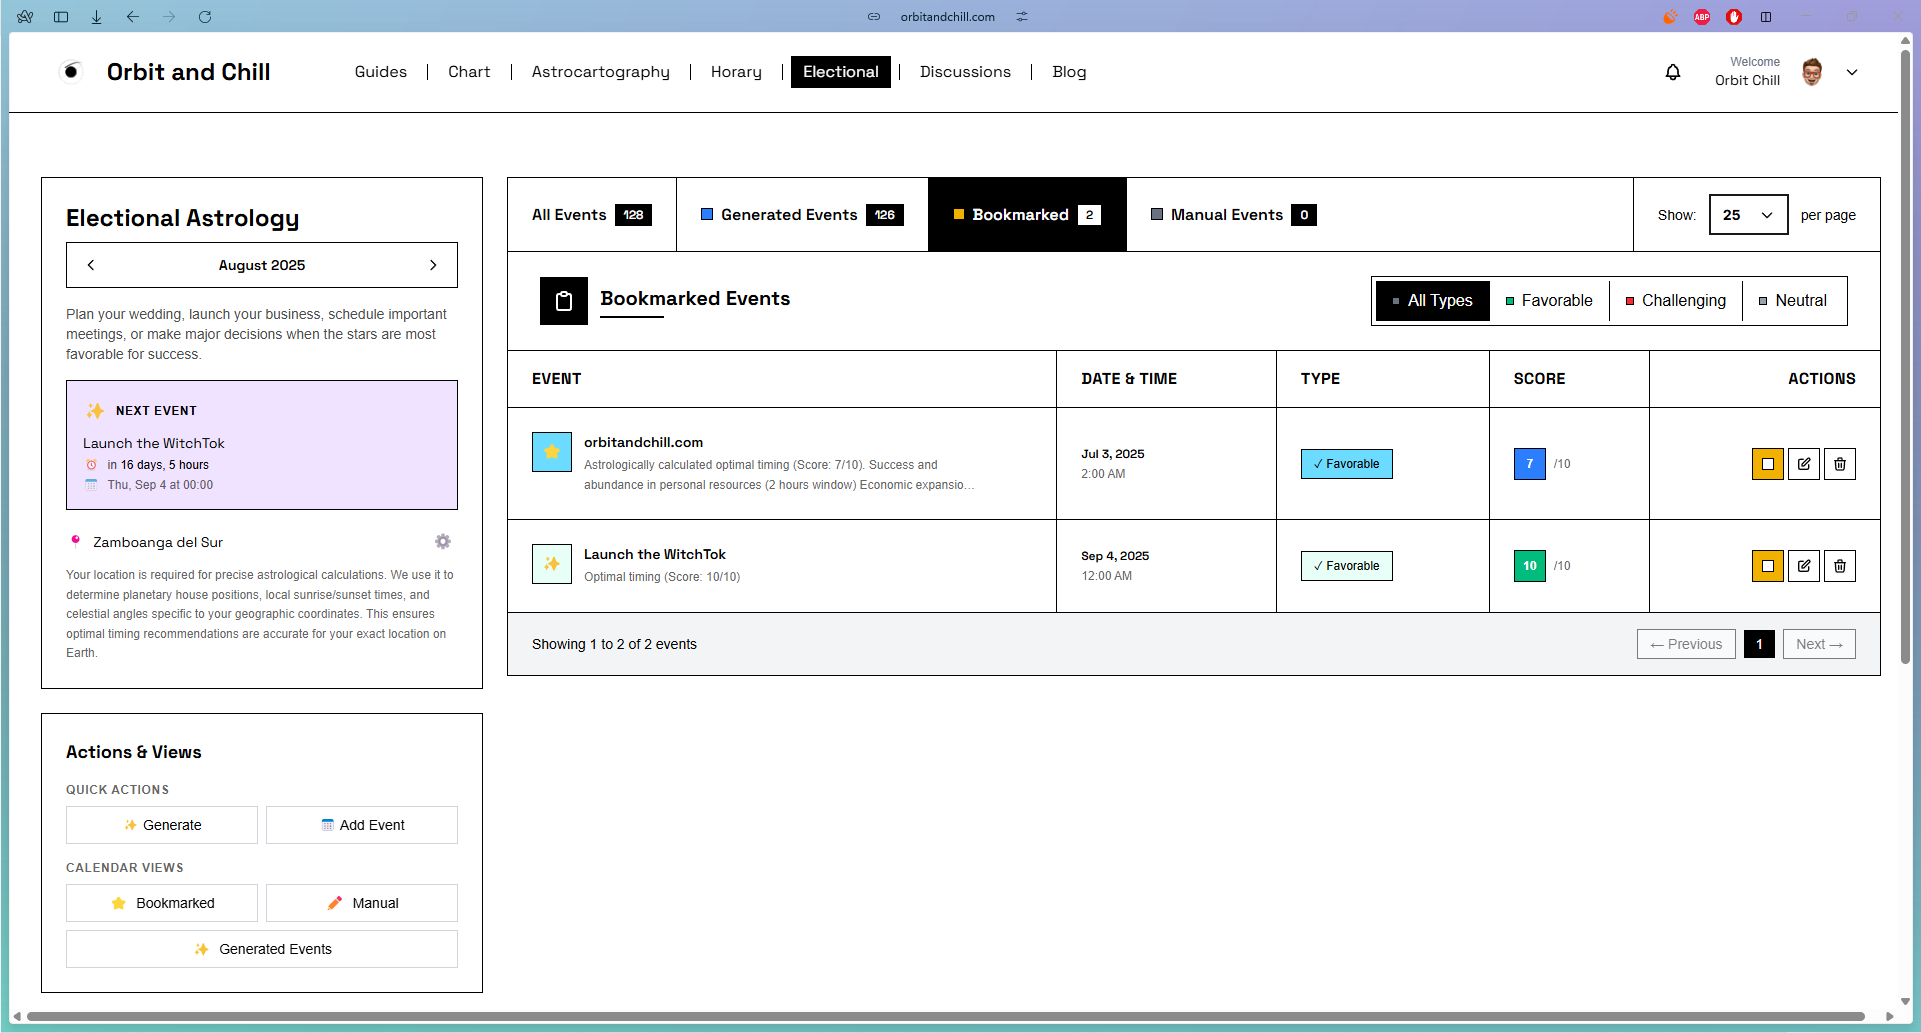 orbitandchill.com
ABP
Orbit and Chill
Guides
Chart
Astrocartography
Horary
Electional
Discussions
Blog
Welcome
Orbit Chill
Electional Astrology
August 2025
Plan your wedding, launch your business, schedule important
meetings, or make major decisions when the stars are most
favorable for success.
NEXT EVENT
Launch the WitchTok
in 16 days, 5 hours
Thu, Sep 4 at 00:00
Zamboanga del Sur
Your location is required for precise astrological calculations. We use it to
determine planetary house positions, local sunrise/sunset times, and
celestial angles specific to your geographic coordinates. This ensures
optimal timing recommendations are accurate for your exact location on
Earth.
Actions & Views
QUICK ACTIONS
Generate
Add Event
CALENDAR VIEWS
Bookmarked
Manual
Generated Events
All Events 128
Generated Events 126
Bookmarked 2
Manual Events 0
Show: 25 per page
Bookmarked Events
All Types
Favorable
Challenging
Neutral
EVENT DATE & TIME TYPE SCORE ACTIONS
orbitandchill.com
Astrologically calculated optimal timing (Score: 7/10). Success and
abundance in personal resources (2 hours window) Economic expansio…
Jul 3, 2025
2:00 AM
✓ Favorable
7 /10
Launch the WitchTok
Optimal timing (Score: 10/10)
Sep 4, 2025
12:00 AM
✓ Favorable
10 /10
Showing 1 to 2 of 2 events
← Previous 1 Next →